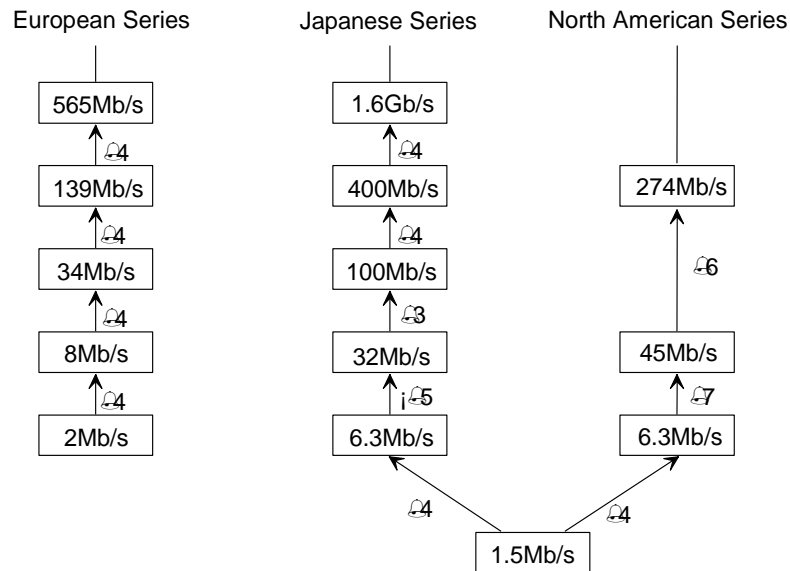 European Series
Japanese Series
North American Series
565Mb/s
1.6Gb/s
4
4
139Mb/s
400Mb/s
274Mb/s
4
4
34Mb/s
100Mb/s
6
4
3
8Mb/s
32Mb/s
45Mb/s
4
¡5
7
2Mb/s
6.3Mb/s
6.3Mb/s
4
4
1.5Mb/s